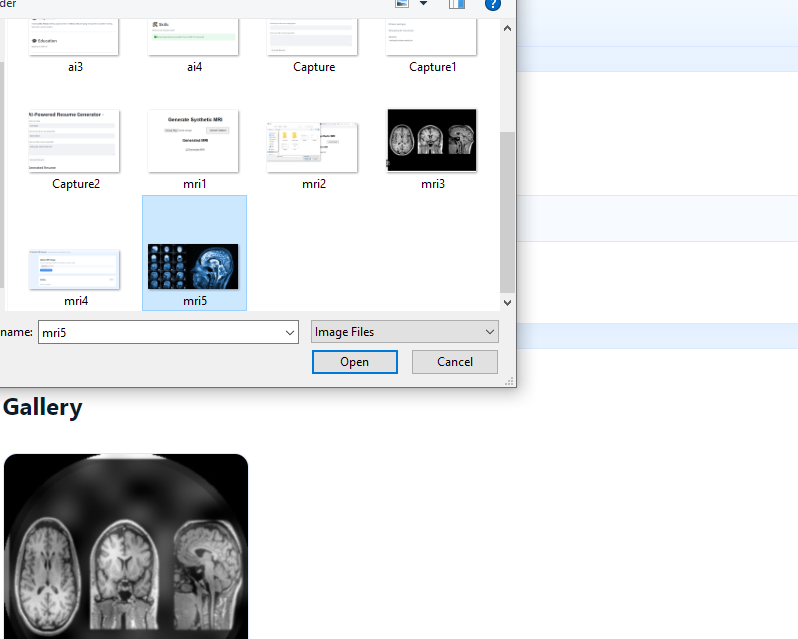 der
Education
Skills
ai3
ai4
Capture
Capture1
AI Powered Resume Generator -
Generate Synthetic MRI
Generated MRI
Capture2
mri1
mri2
mri3
mri4
mri5
name:
mri5
Image Files
Open
Cancel
Gallery